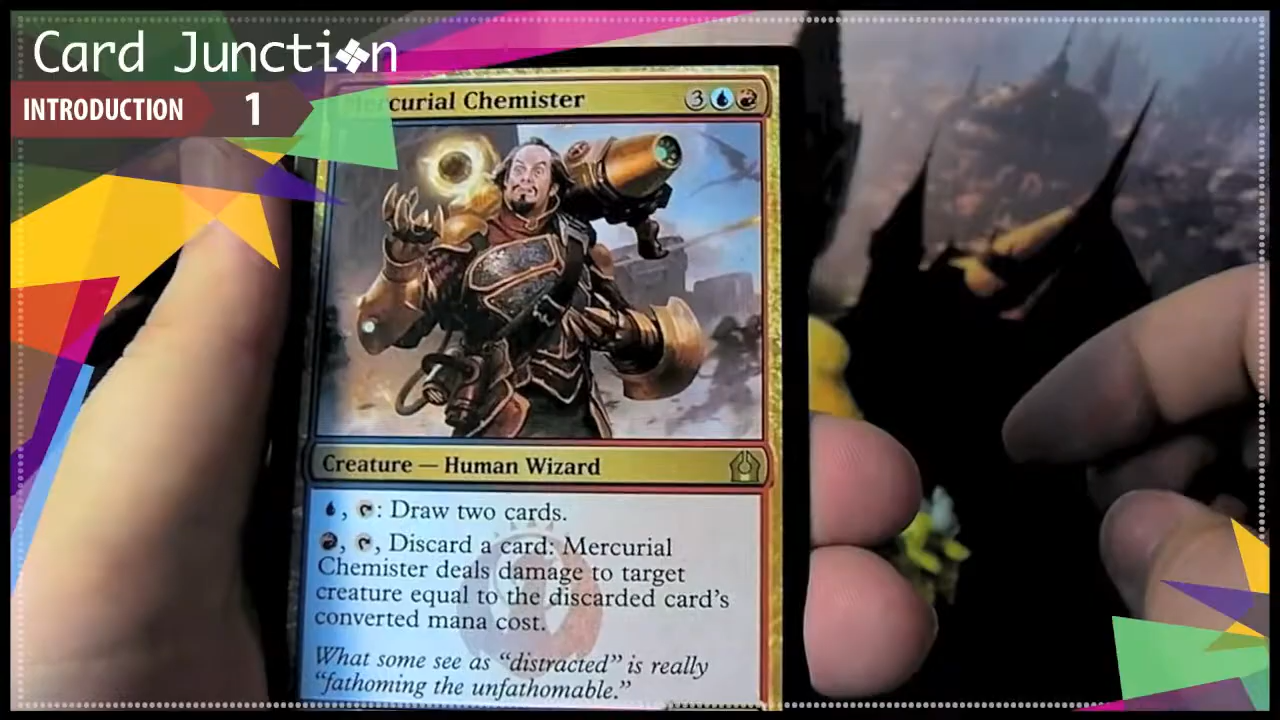 Card Junction
INTRODUCTION 1
Mercurial Chemister 3
Creature — Human Wizard
, : Draw two cards.
, , Discard a card: Mercurial
Chemister deals damage to target
creature equal to the discarded card's
converted mana cost.
What some see as "distracted" is really
"fathoming the unfathomable."